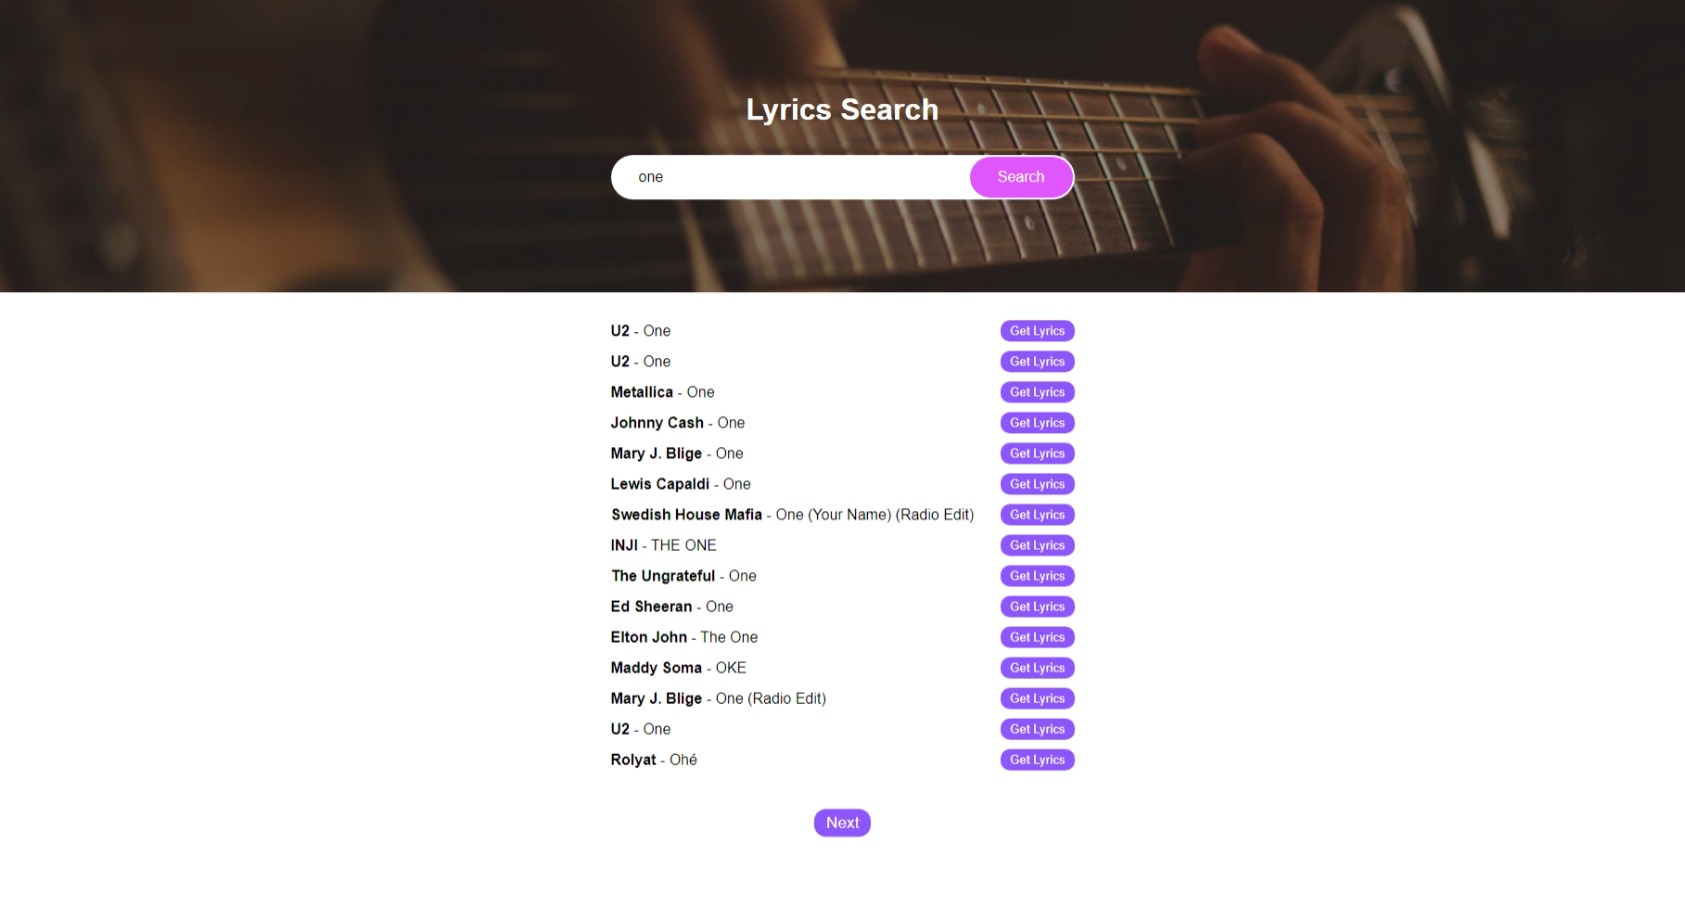 Lyrics Search
one Search
U2 - One Get Lyrics
U2 - One Get Lyrics
Metallica - One Get Lyrics
Johnny Cash - One Get Lyrics
Mary J. Blige - One Get Lyrics
Lewis Capaldi - One Get Lyrics
Swedish House Mafia - One (Your Name) (Radio Edit) Get Lyrics
INJI - THE ONE Get Lyrics
The Ungrateful - One Get Lyrics
Ed Sheeran - One Get Lyrics
Elton John - The One Get Lyrics
Maddy Soma - OKE Get Lyrics
Mary J. Blige - One (Radio Edit) Get Lyrics
U2 - One Get Lyrics
Rolyat - Ohé Get Lyrics
Next